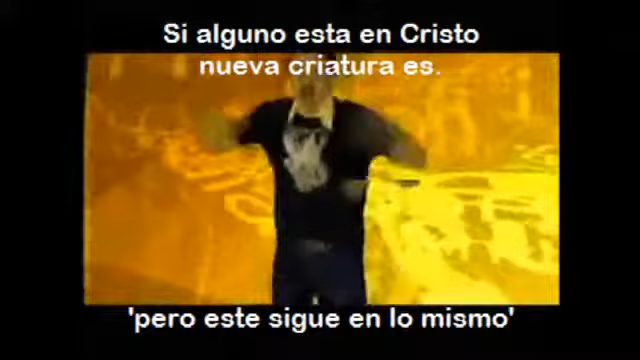 Si alguno esta en Cristo
nueva criatura es.
'pero este sigue en lo mismo'